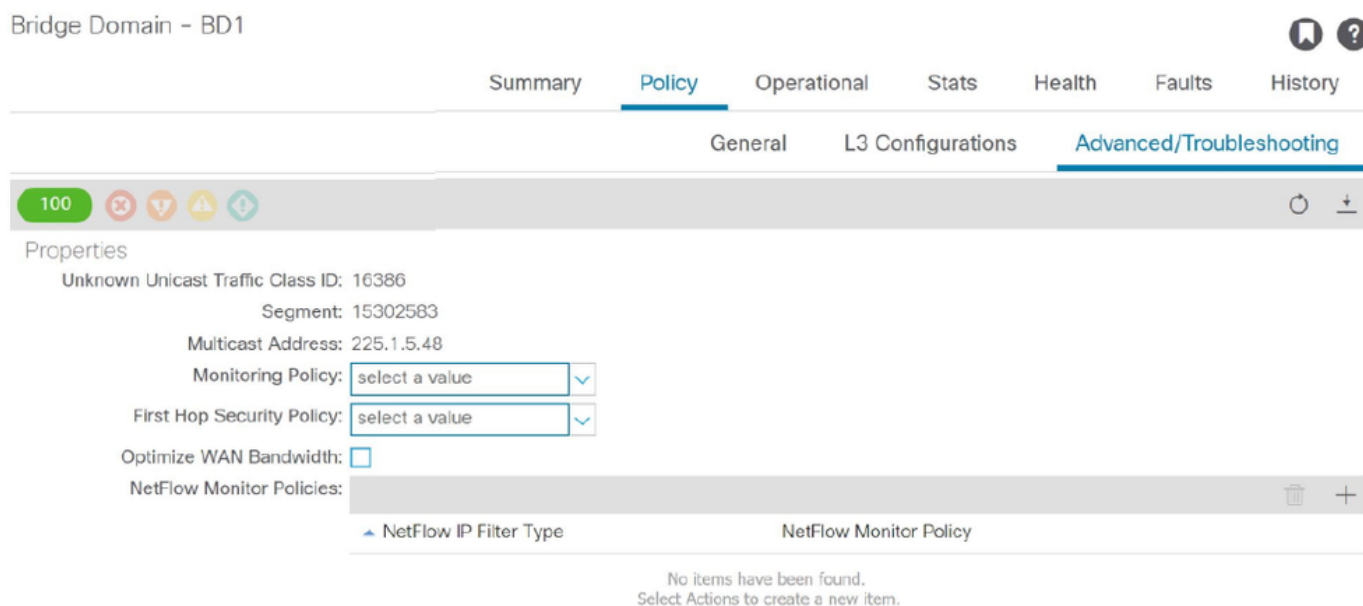 Bridge Domain - BD1
?
Summary Policy Operational Stats Health Faults History
General L3 Configurations Advanced/Troubleshooting
100
Properties
Unknown Unicast Traffic Class ID: 16386
Segment: 15302583
Multicast Address: 225.1.5.48
Monitoring Policy: select a value
First Hop Security Policy: select a value
Optimize WAN Bandwidth:
NetFlow Monitor Policies:
NetFlow IP Filter Type NetFlow Monitor Policy
No items have been found.
Select Actions to create a new item.